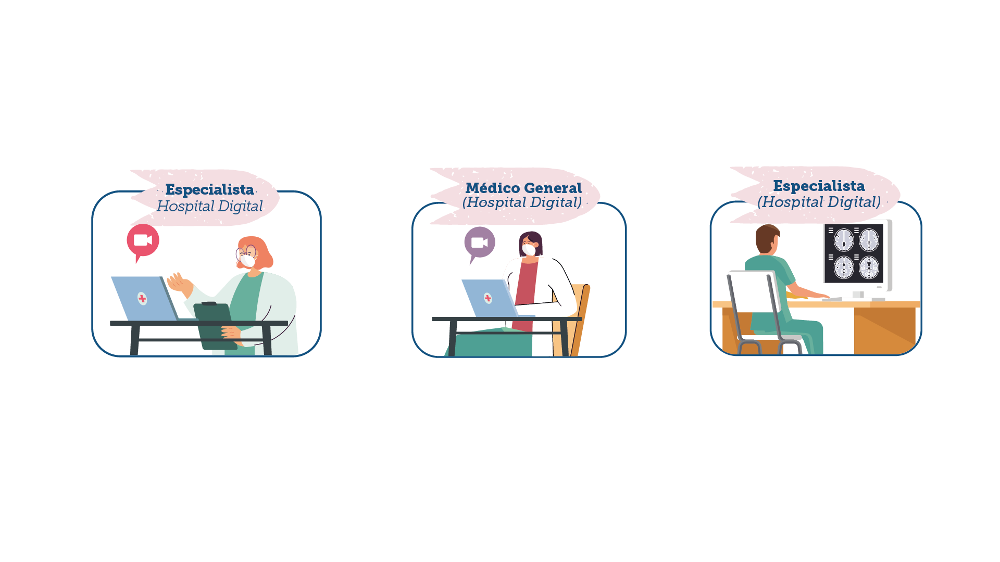 Especialista
Hospital Digital
Médico General
(Hospital Digital)
Especialista
(Hospital Digital)